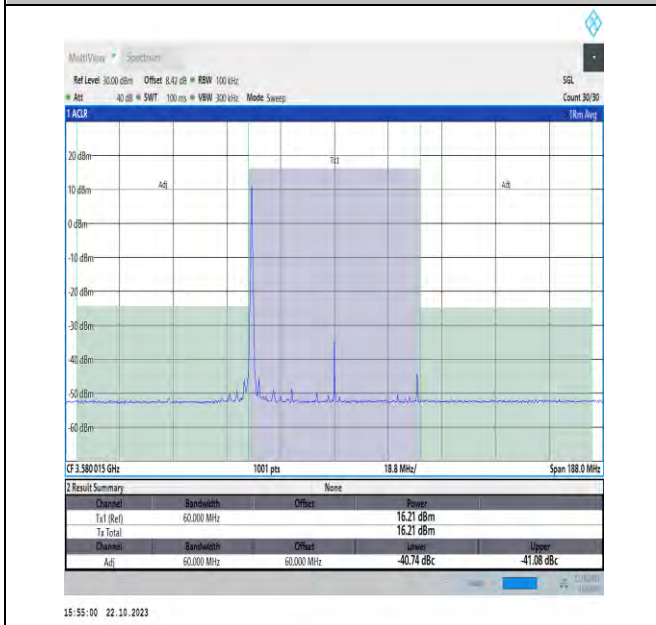 MultiView Spectrum
Ref Level 30.00 dBm Offset 8.42 dB RBW 100 kHz SGL
Att 40 dB SWT 100 ms VBW 300 kHz Mode Sweep Count 30/30
1 ACLR 1Rm Avg
20 dBm
Tx1
Adj Adj
10 dBm
0 dBm
-10 dBm
-20 dBm
-30 dBm
-40 dBm
-50 dBm
-60 dBm
CF 3.580 015 GHz 1001 pts 18.8 MHz/ Span 188.0 MHz
2 Result Summary None
Channel Bandwidth Offset Power
Tx1 (Ref) 60.000 MHz 16.21 dBm
Tx Total 16.21 dBm
Channel Bandwidth Offset Lower Upper
Adj 60.000 MHz 60.000 MHz -40.74 dBc -41.08 dBc
15:55:00 22.10.2023